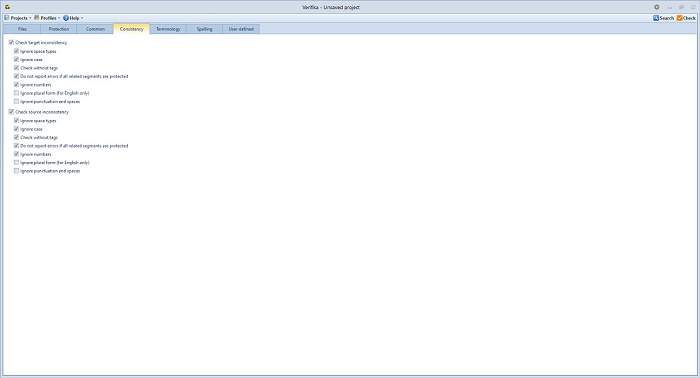 Verifika - Unsaved project
Projects Profiles Help Search Check
Files Protection Common Consistency Terminology Spelling User-defined
Check target inconsistency
Ignore space types
Ignore case
Check without tags
Do not report errors if all related segments are protected
Ignore numbers
Ignore plural form (for English only)
Ignore punctuation and spaces
Check source inconsistency
Ignore space types
Ignore case
Check without tags
Do not report errors if all related segments are protected
Ignore numbers
Ignore plural form (for English only)
Ignore punctuation and spaces